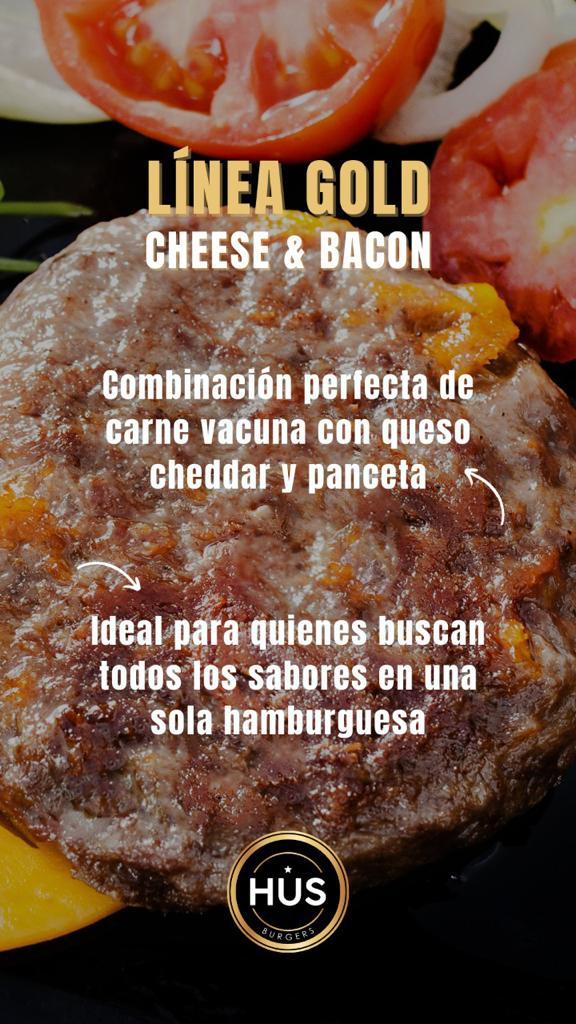 LÍNEA GOLD
CHEESE & BACON
Combinación perfecta de
carne vacuna con queso
cheddar y panceta
Ideal para quienes buscan
todos los sabores en una
sola hamburguesa
HUS
BURGERS